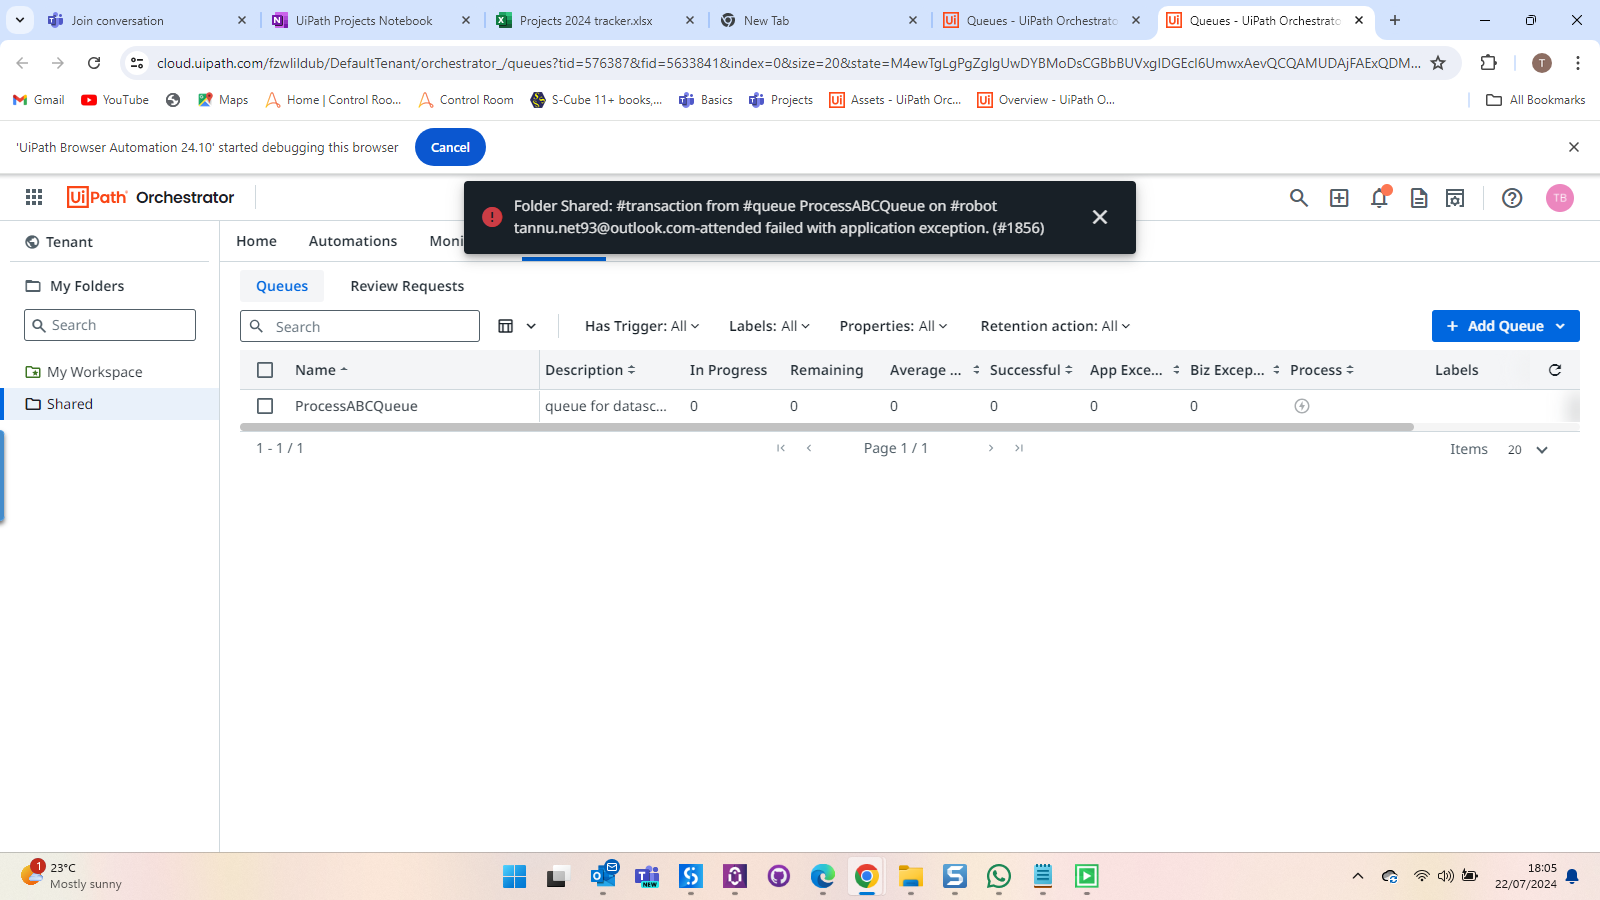 Join conversation
UiPath Projects Notebook
Projects 2024 tracker.xlsx
New Tab
Queues - UiPath Orchestrato
Queues - UiPath Orchestrato
cloud.uipath.com/fzwlildub/DefaultTenant/orchestrator_/queues?tid=576387&fid=5633841&index=0&size=20&state=M4ewTgLgPgZglgUwDYBMoDsCGBbBUVxgIDGEcI6UmwxAevQCQAMUDAjFAExQDM...
T
Gmail
YouTube
Maps
Home | Control Roo...
Control Room
S-Cube 11+ books,...
Basics
Projects
Assets - UiPath Orc...
Overview - UiPath O...
All Bookmarks
'UiPath Browser Automation 24.10' started debugging this browser
Cancel
UiPath Orchestrator
Folder Shared: #transaction from #queue ProcessABCQueue on #robot
tannu.net93@outlook.com-attended failed with application exception. (#1856)
TB
Tenant
Home
Automations
Moni
My Folders
Queues
Review Requests
Search
Search
Has Trigger: All
Labels: All
Properties: All
Retention action: All
Add Queue
Name
Description
In Progress
Remaining
Average ...
Successful
App Exce...
Biz Excep...
Process
Labels
My Workspace
Shared
ProcessABCQueue
queue for datasc...
0
0
0
0
0
0
1 - 1 / 1
Page 1 / 1
Items
20
1
23°C
Mostly sunny
NEW
18:05
22/07/2024